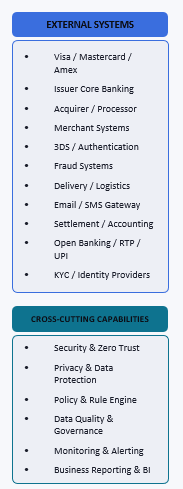 EXTERNAL SYSTEMS
• Visa / Mastercard /
Amex
• Issuer Core Banking
• Acquirer / Processor
• Merchant Systems
• 3DS / Authentication
• Fraud Systems
• Delivery / Logistics
• Email / SMS Gateway
• Settlement / Accounting
• Open Banking / RTP /
UPI
• KYC / Identity Providers
CROSS-CUTTING CAPABILITIES
• Security & Zero Trust
• Privacy & Data
Protection
• Policy & Rule Engine
• Data Quality &
Governance
• Monitoring & Alerting
• Business Reporting & BI